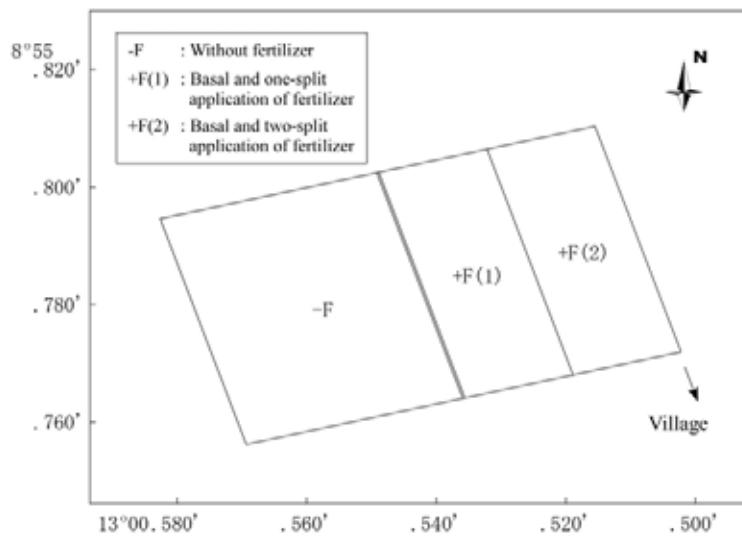 -F : Without fertilizer
+F(1) : Basal and one-split
application of fertilizer
+F(2) : Basal and two-split
application of fertilizer
N
8°55
.820'
.800'
.780'
.760'
-F
+F(1)
+F(2)
Village
13°00.580' .560' .540' .520' .500'